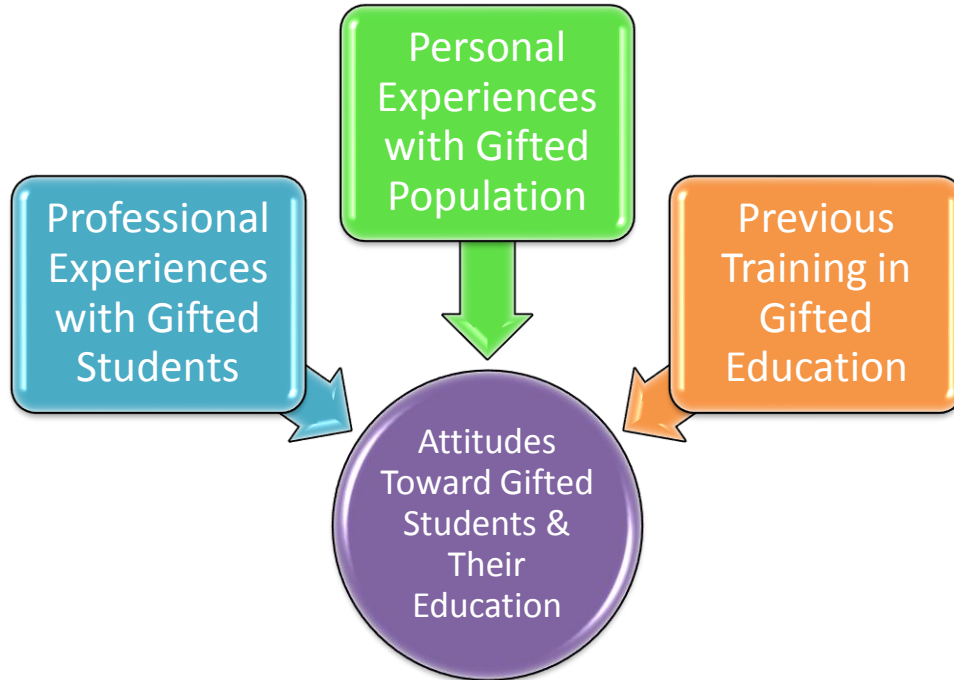 Personal
Experiences
with Gifted
Population
Professional
Experiences
with Gifted
Students
Previous
Training in
Gifted
Education
Attitudes
Toward Gifted
Students &
Their
Education